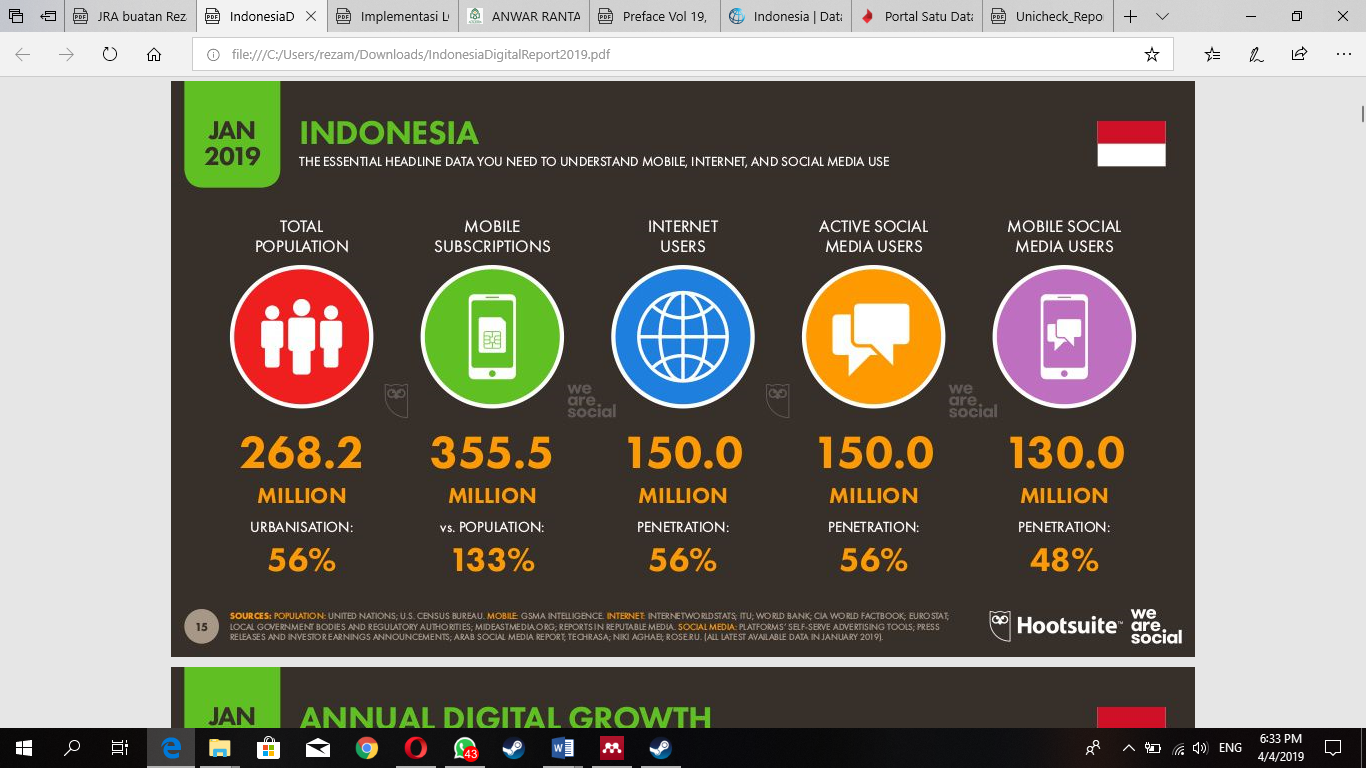 JRA buatan Rez
IndonesiaD
Implementasi L
ANWAR RANTA
Preface Vol 19,
Indonesia | Data
Portal Satu Data
Unicheck_Repo
file:///C:/Users/rezam/Downloads/IndonesiaDigitalReport2019.pdf
JAN
2019
INDONESIA
THE ESSENTIAL HEADLINE DATA YOU NEED TO UNDERSTAND MOBILE, INTERNET, AND SOCIAL MEDIA USE
TOTAL
POPULATION
MOBILE
SUBSCRIPTIONS
INTERNET
USERS
ACTIVE SOCIAL
MEDIA USERS
MOBILE SOCIAL
MEDIA USERS
we
are
social
we
are
social
268.2
MILLION
URBANISATION:
56%
355.5
MILLION
vs. POPULATION:
133%
150.0
MILLION
PENETRATION:
56%
150.0
MILLION
PENETRATION:
56%
130.0
MILLION
PENETRATION:
48%
15
SOURCES: POPULATION: UNITED NATIONS; U.S. CENSUS BUREAU. MOBILE: GSMA INTELLIGENCE. INTERNET: INTERNETWORLDSTATS; ITU; WORLD BANK; CIA WORLD FACTBOOK; EUROSTAT;
LOCAL GOVERNMENT BODIES AND REGULATORY AUTHORITIES; MIDEASTMEDIA.ORG; REPORTS IN REPUTABLE MEDIA. SOCIAL MEDIA: PLATFORMS' SELF-SERVE ADVERTISING TOOLS; PRESS
RELEASES AND INVESTOR EARNINGS ANNOUNCEMENTS; ARAB SOCIAL MEDIA REPORT; TECHRASA; NIKI AGHAEI; ROSE.RU. (ALL LATEST AVAILABLE DATA IN JANUARY 2019).
Hootsuite™
we
are
social
JAN
ANNUAL DIGITAL GROWTH
43
ENG
6:33 PM
4/4/2019